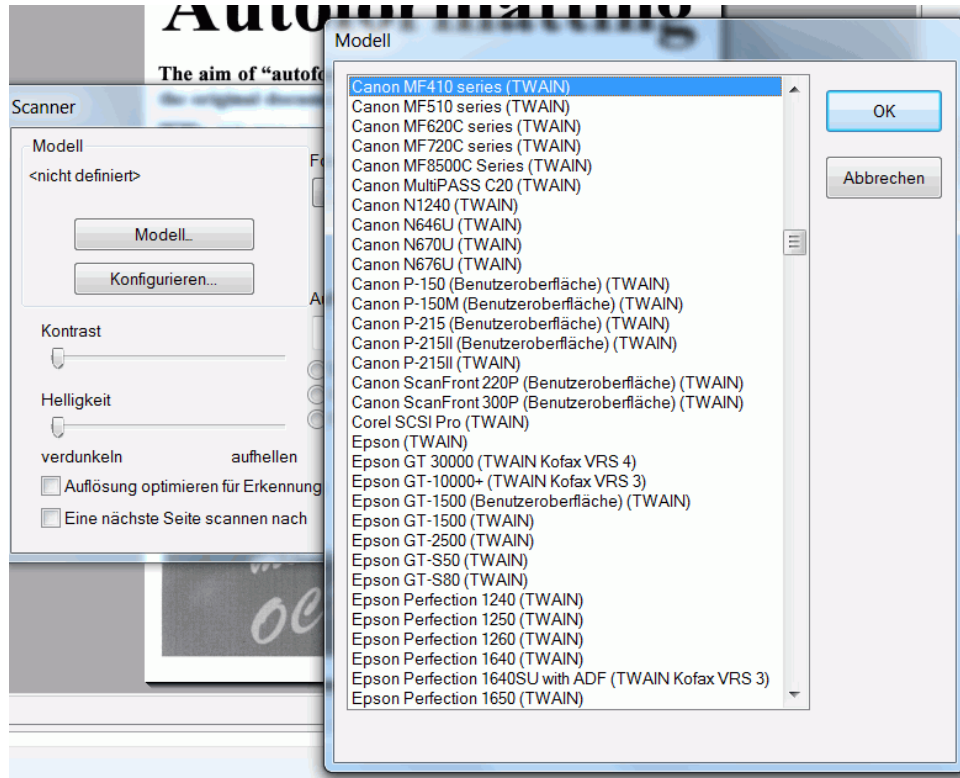 Autoformatting
The aim of "autofo
the original docume
Scanner
Modell
<nicht definiert>
Modell...
Konfigurieren...
Kontrast
Helligkeit
verdunkeln aufhellen
Auflösung optimieren für Erkennung
Eine nächste Seite scannen nach
Fo
A
OC
Modell
Canon MF410 series (TWAIN)
Canon MF510 series (TWAIN)
Canon MF620C series (TWAIN)
Canon MF720C series (TWAIN)
Canon MF8500C Series (TWAIN)
Canon MultiPASS C20 (TWAIN)
Canon N1240 (TWAIN)
Canon N646U (TWAIN)
Canon N670U (TWAIN)
Canon N676U (TWAIN)
Canon P-150 (Benutzeroberfläche) (TWAIN)
Canon P-150M (Benutzeroberfläche) (TWAIN)
Canon P-215 (Benutzeroberfläche) (TWAIN)
Canon P-215II (Benutzeroberfläche) (TWAIN)
Canon P-215II (TWAIN)
Canon ScanFront 220P (Benutzeroberfläche) (TWAIN)
Canon ScanFront 300P (Benutzeroberfläche) (TWAIN)
Corel SCSI Pro (TWAIN)
Epson (TWAIN)
Epson GT 30000 (TWAIN Kofax VRS 4)
Epson GT-10000+ (TWAIN Kofax VRS 3)
Epson GT-1500 (Benutzeroberfläche) (TWAIN)
Epson GT-1500 (TWAIN)
Epson GT-2500 (TWAIN)
Epson GT-S50 (TWAIN)
Epson GT-S80 (TWAIN)
Epson Perfection 1240 (TWAIN)
Epson Perfection 1250 (TWAIN)
Epson Perfection 1260 (TWAIN)
Epson Perfection 1640 (TWAIN)
Epson Perfection 1640SU with ADF (TWAIN Kofax VRS 3)
Epson Perfection 1650 (TWAIN)
OK
Abbrechen